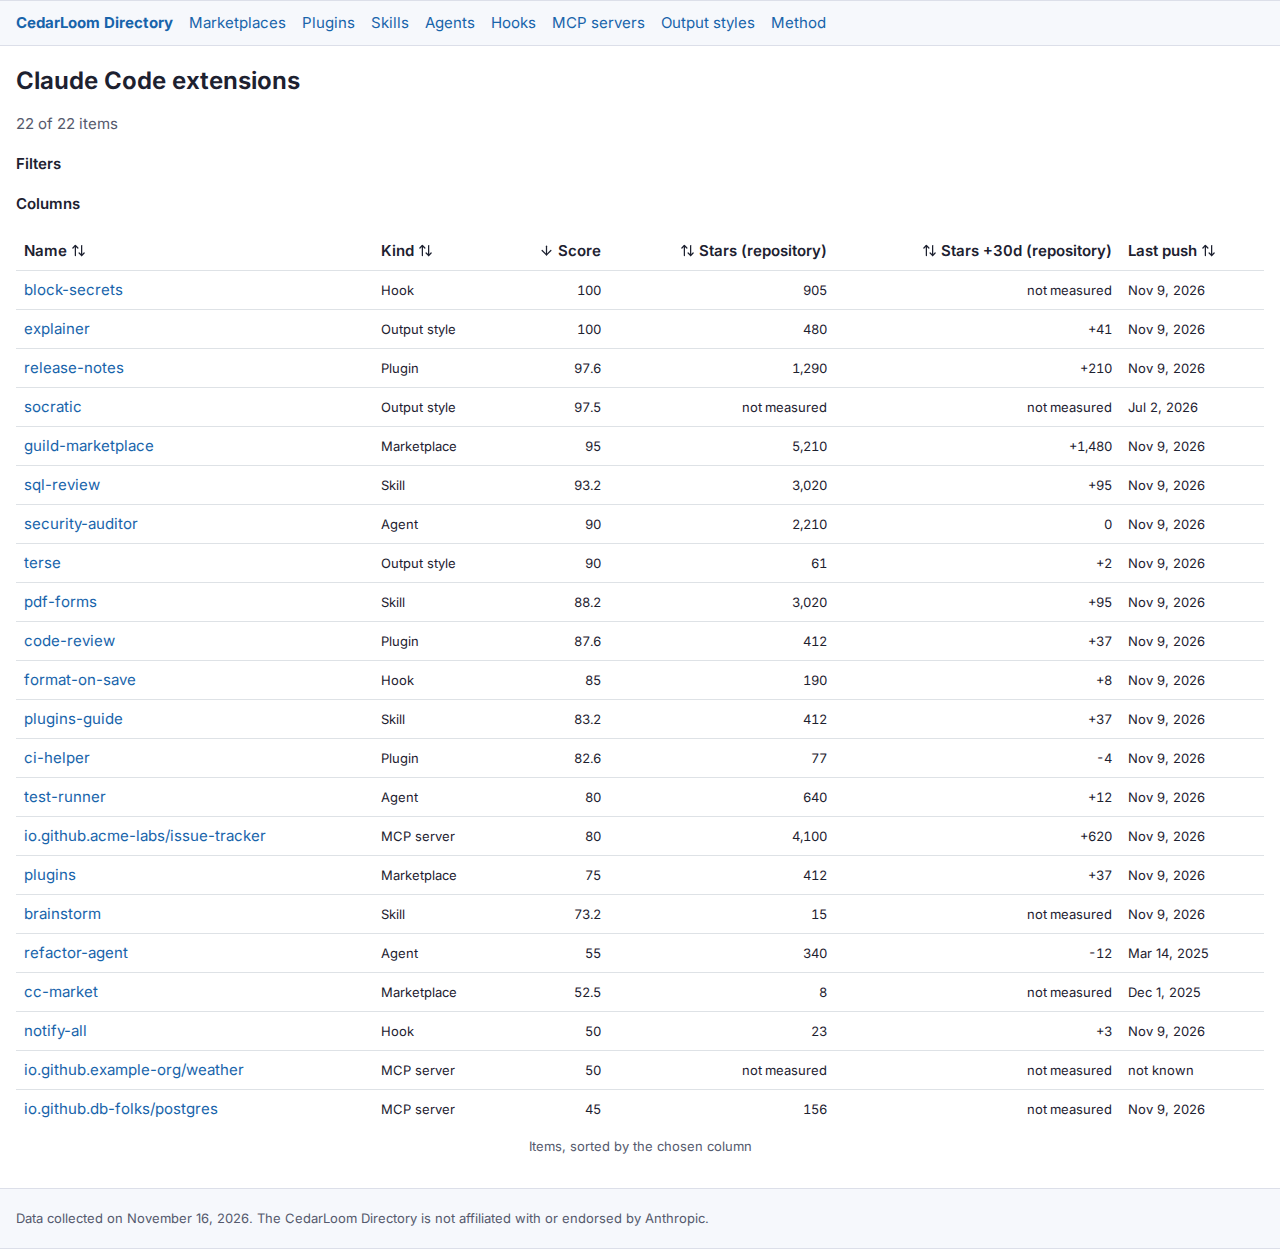 CedarLoom Directory Marketplaces Plugins Skills Agents Hooks MCP servers Output styles Method
Claude Code extensions
22 of 22 items
Filters
Columns
Name ↑↓ Kind ↑↓ ↓ Score ↑↓ Stars (repository) ↑↓ Stars +30d (repository) Last push ↑↓
block-secrets Hook 100 905 not measured Nov 9, 2026
explainer Output style 100 480 +41 Nov 9, 2026
release-notes Plugin 97.6 1,290 +210 Nov 9, 2026
socratic Output style 97.5 not measured not measured Jul 2, 2026
guild-marketplace Marketplace 95 5,210 +1,480 Nov 9, 2026
sql-review Skill 93.2 3,020 +95 Nov 9, 2026
security-auditor Agent 90 2,210 0 Nov 9, 2026
terse Output style 90 61 +2 Nov 9, 2026
pdf-forms Skill 88.2 3,020 +95 Nov 9, 2026
code-review Plugin 87.6 412 +37 Nov 9, 2026
format-on-save Hook 85 190 +8 Nov 9, 2026
plugins-guide Skill 83.2 412 +37 Nov 9, 2026
ci-helper Plugin 82.6 77 -4 Nov 9, 2026
test-runner Agent 80 640 +12 Nov 9, 2026
io.github.acme-labs/issue-tracker MCP server 80 4,100 +620 Nov 9, 2026
plugins Marketplace 75 412 +37 Nov 9, 2026
brainstorm Skill 73.2 15 not measured Nov 9, 2026
refactor-agent Agent 55 340 -12 Mar 14, 2025
cc-market Marketplace 52.5 8 not measured Dec 1, 2025
notify-all Hook 50 23 +3 Nov 9, 2026
io.github.example-org/weather MCP server 50 not measured not measured not known
io.github.db-folks/postgres MCP server 45 156 not measured Nov 9, 2026
Items, sorted by the chosen column
Data collected on November 16, 2026. The CedarLoom Directory is not affiliated with or endorsed by Anthropic.